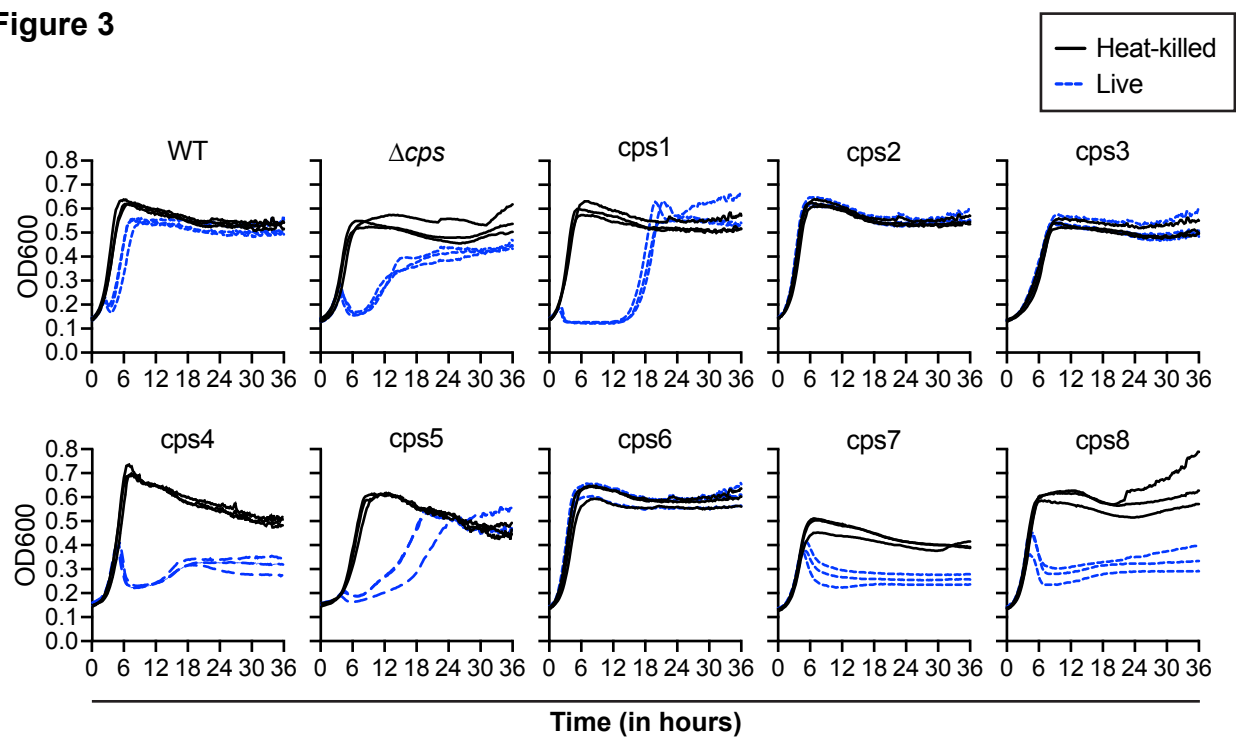 Figure 3
Heat-killed
Live
WT
Δcps
cps1
cps2
cps3
0.8
0.7
0.6
0.5
0.4
0.3
0.2
0.1
0.0
OD600
0 6 12 18 24 30 36
0 6 12 18 24 30 36
0 6 12 18 24 30 36
0 6 12 18 24 30 36
0 6 12 18 24 30 36
cps4
cps5
cps6
cps7
cps8
0.8
0.7
0.6
0.5
0.4
0.3
0.2
0.1
0.0
OD600
0 6 12 18 24 30 36
0 6 12 18 24 30 36
0 6 12 18 24 30 36
0 6 12 18 24 30 36
0 6 12 18 24 30 36
Time (in hours)